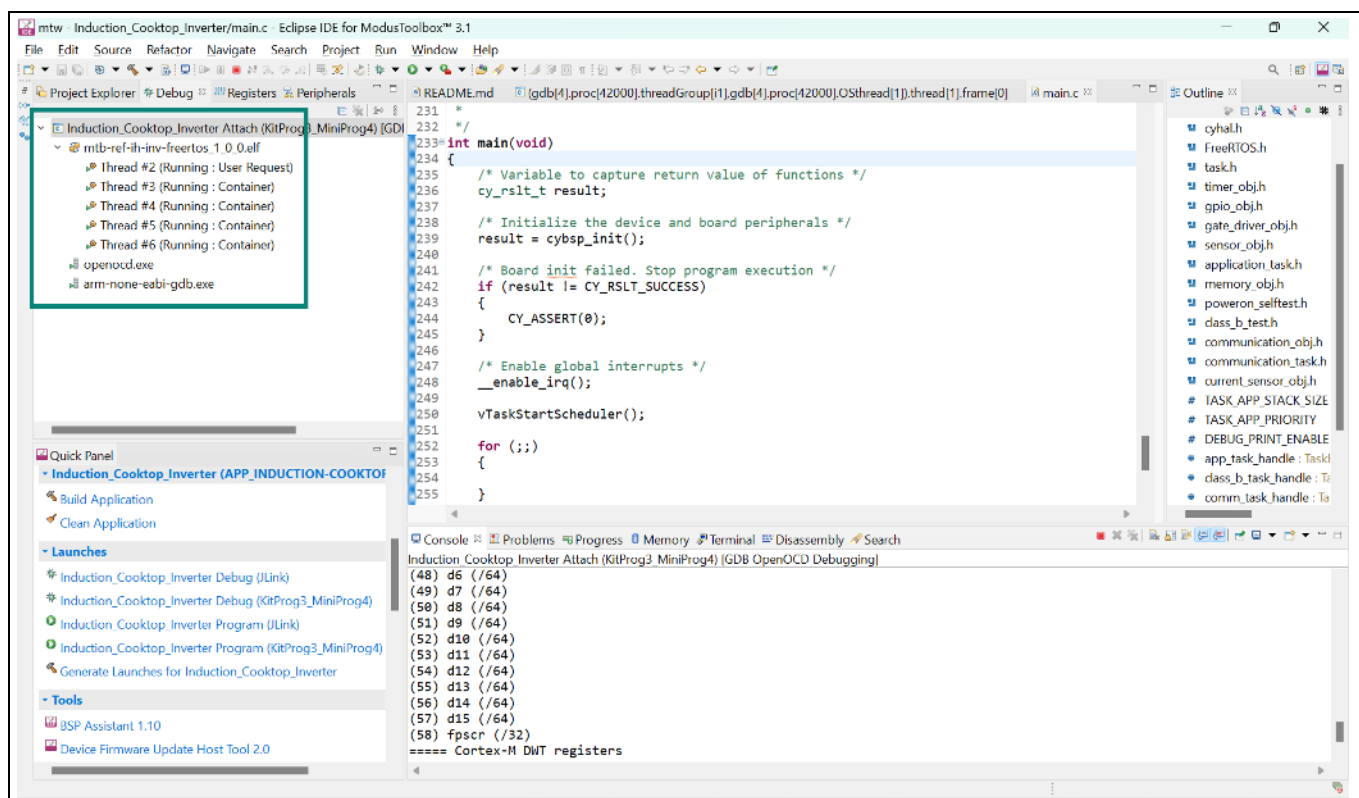 mtw - Induction_Cooktop_Inverter/main.c - Eclipse IDE for ModusToolbox™ 3.1
File Edit Source Refactor Navigate Search Project Run Window Help
Project Explorer Debug Registers Peripherals
Induction_Cooktop_Inverter Attach (KitProg3_MiniProg4) [GDI
mtb-ref-ih-inv-freertos_1_0_0.elf
Thread #2 (Running : User Request)
Thread #3 (Running : Container)
Thread #4 (Running : Container)
Thread #5 (Running : Container)
Thread #6 (Running : Container)
openocd.exe
arm-none-eabi-gdb.exe
Quick Panel
Induction_Cooktop_Inverter (APP_INDUCTION-COOKTOP
Build Application
Clean Application
Launches
Induction_Cooktop_Inverter Debug (JLink)
Induction_Cooktop_Inverter Debug (KitProg3_MiniProg4)
Induction_Cooktop_Inverter Program (JLink)
Induction_Cooktop_Inverter Program (KitProg3_MiniProg4)
Generate Launches for Induction_Cooktop_Inverter
Tools
BSP Assistant 1.10
Device Firmware Update Host Tool 2.0
README.md (gdb[4].proc[42000].threadGroup[i1],gdb[4].proc[42000].OSthread[1]).thread[1].frame[0] main.c
231 *
232 */
233 int main(void)
234 {
235 /* Variable to capture return value of functions */
236 cy_rslt_t result;
237
238 /* Initialize the device and board peripherals */
239 result = cybsp_init();
240
241 /* Board init failed. Stop program execution */
242 if (result != CY_RSLT_SUCCESS)
243 {
244 CY_ASSERT(0);
245 }
246
247 /* Enable global interrupts */
248 __enable_irq();
249
250 vTaskStartScheduler();
251
252 for (;;)
253 {
254
255 }
Outline
cyhal.h
FreeRTOS.h
task.h
timer_obj.h
gpio_obj.h
gate_driver_obj.h
sensor_obj.h
application_task.h
memory_obj.h
poweron_selftest.h
class_b_test.h
communication_obj.h
communication_task.h
current_sensor_obj.h
TASK_APP_STACK_SIZE
TASK_APP_PRIORITY
DEBUG_PRINT_ENABLE
app_task_handle : TaskH
class_b_task_handle : Ta
comm_task_handle : Ta
Console Problems Progress Memory Terminal Disassembly Search
Induction_Cooktop_Inverter Attach (KitProg3_MiniProg4) [GDB OpenOCD Debugging]
(48) d6 (/64)
(49) d7 (/64)
(50) d8 (/64)
(51) d9 (/64)
(52) d10 (/64)
(53) d11 (/64)
(54) d12 (/64)
(55) d13 (/64)
(56) d14 (/64)
(57) d15 (/64)
(58) fpscr (/32)
===== Cortex-M DWT registers